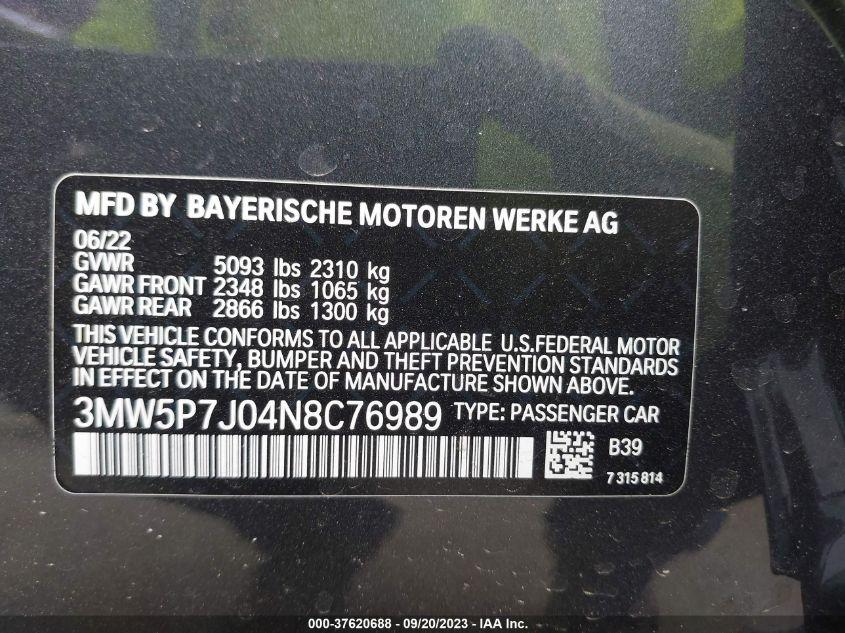 MFD BY BAYERISCHE MOTOREN WERKE AG
06/22
GVWR 5093 lbs 2310 kg
GAWR FRONT 2348 lbs 1065 kg
GAWR REAR 2866 lbs 1300 kg
THIS VEHICLE CONFORMS TO ALL APPLICABLE U.S.FEDERAL MOTOR
VEHICLE SAFETY, BUMPER AND THEFT PREVENTION STANDARDS
IN EFFECT ON THE DATE OF MANUFACTURE SHOWN ABOVE.
3MW5P7J04N8C76989 TYPE: PASSENGER CAR
B39
7 315 814
000-37620688 - 09/20/2023 - IAA Inc.